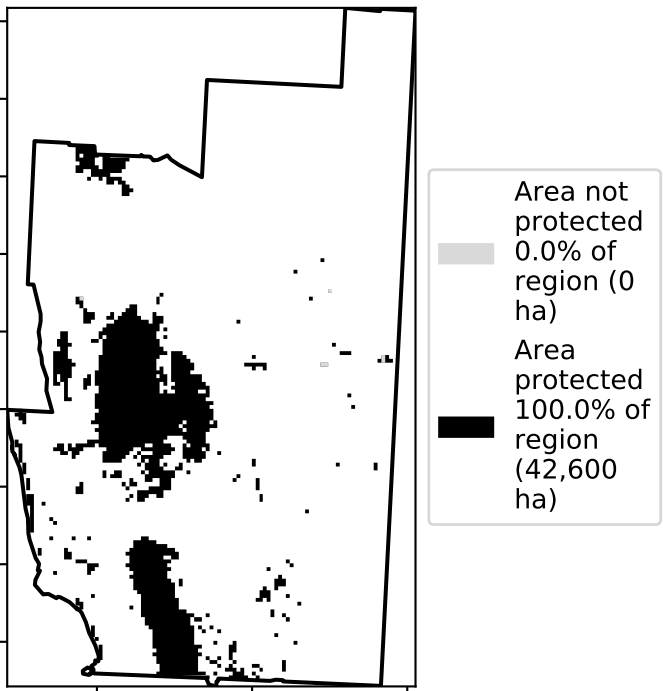 Area not
protected
0.0% of
region (0
ha)
Area
protected
100.0% of
region
(42,600
ha)